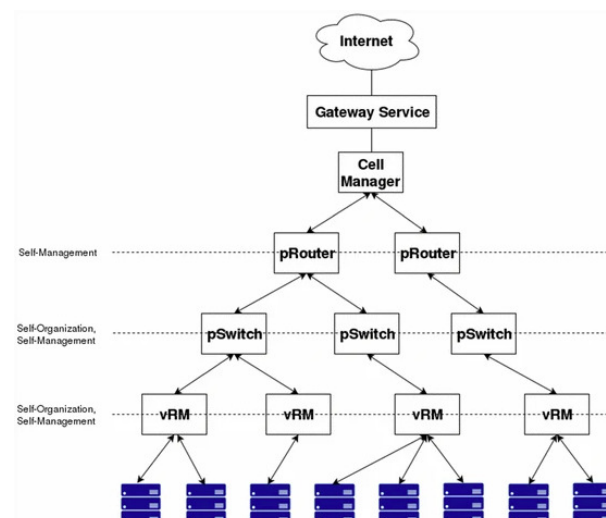 Internet
Gateway Service
Cell
Manager
Self-Management
pRouter
pRouter
Self-Organization,
Self-Management
pSwitch
pSwitch
pSwitch
Self-Organization,
Self-Management
vRM
vRM
vRM
vRM